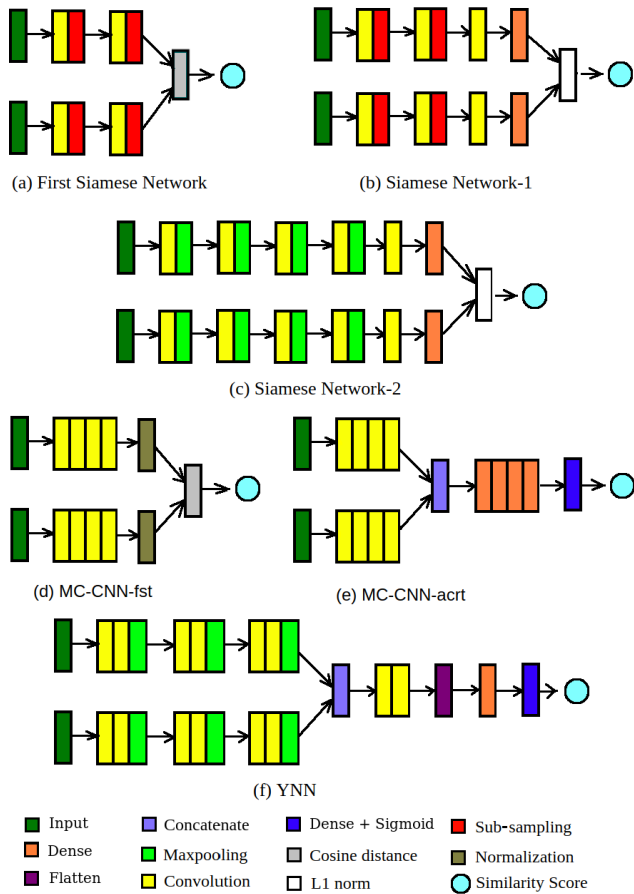 (a) First Siamese Network
(b) Siamese Network-1
(c) Siamese Network-2
(d) MC-CNN-fst
(e) MC-CNN-acrt
(f) YNN
Input
Concatenate
Dense + Sigmoid
Sub-sampling
Dense
Maxpooling
Cosine distance
Normalization
Flatten
Convolution
L1 norm
Similarity Score